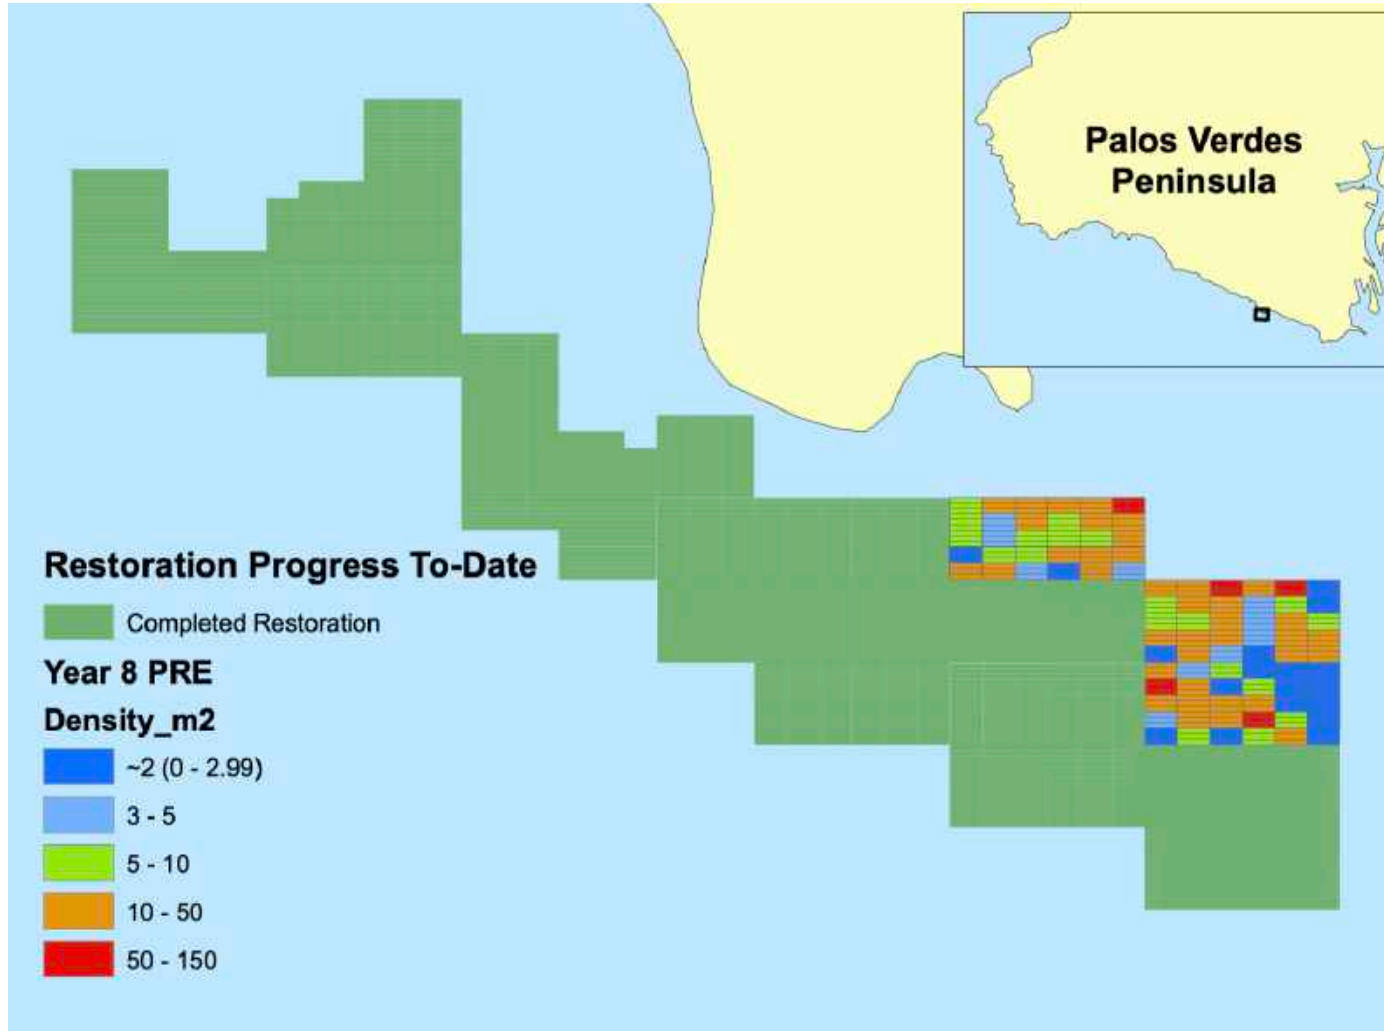 Palos Verdes
Peninsula
Restoration Progress To-Date
Completed Restoration
Year 8 PRE
Density_m2
~2 (0 - 2.99)
3 - 5
5 - 10
10 - 50
50 - 150